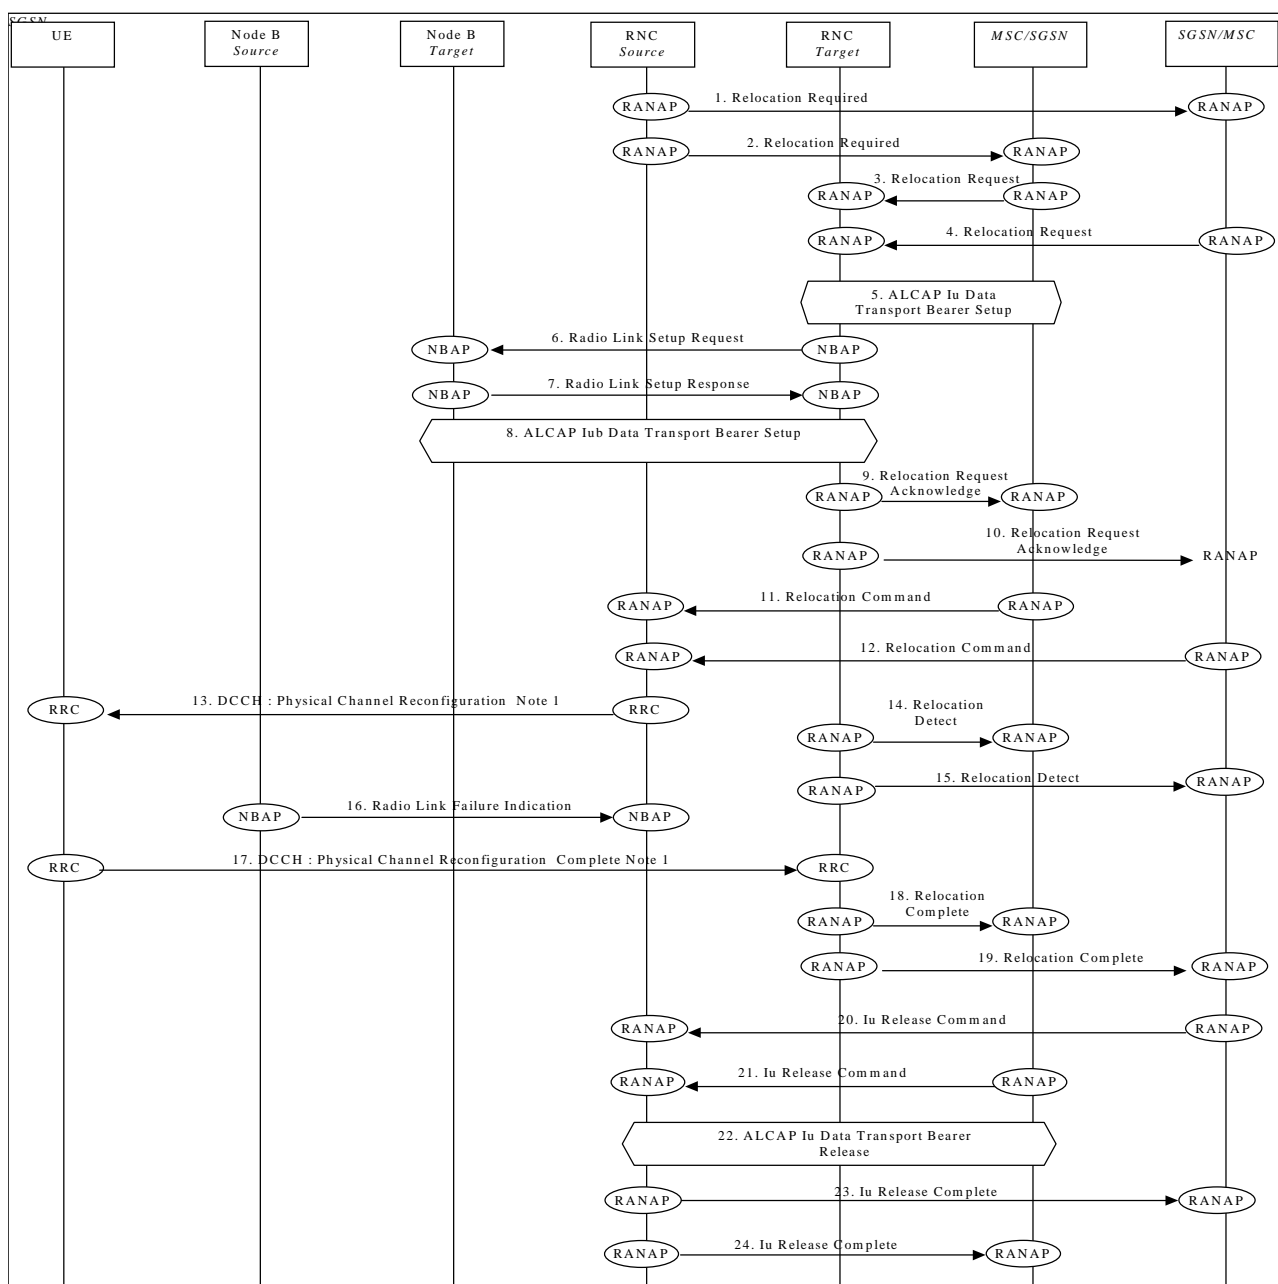 SGSN
UE
Node B
Source
Node B
Target
RNC
Source
RNC
Target
MSC/SGSN
SGSN/MSC
RANAP
1. Relocation Required
RANAP
RANAP
2. Relocation Required
RANAP
RANAP
3. Relocation Request
RANAP
RANAP
4. Relocation Request
RANAP
5. ALCAP Iu Data
Transport Bearer Setup
NBAP
6. Radio Link Setup Request
NBAP
NBAP
7. Radio Link Setup Response
NBAP
8. ALCAP Iub Data Transport Bearer Setup
RANAP
9. Relocation Request
Acknowledge
RANAP
RANAP
10. Relocation Request
Acknowledge
RANAP
RANAP
11. Relocation Command
RANAP
RANAP
12. Relocation Command
RANAP
RRC
13. DCCH : Physical Channel Reconfiguration Note 1
RRC
RANAP
14. Relocation
Detect
RANAP
RANAP
15. Relocation Detect
RANAP
NBAP
16. Radio Link Failure Indication
NBAP
RRC
17. DCCH : Physical Channel Reconfiguration Complete Note 1
RRC
RANAP
18. Relocation
Complete
RANAP
RANAP
19. Relocation Complete
RANAP
RANAP
20. Iu Release Command
RANAP
RANAP
21. Iu Release Command
RANAP
22. ALCAP Iu Data Transport Bearer
Release
RANAP
23. Iu Release Complete
RANAP
RANAP
24. Iu Release Complete
RANAP